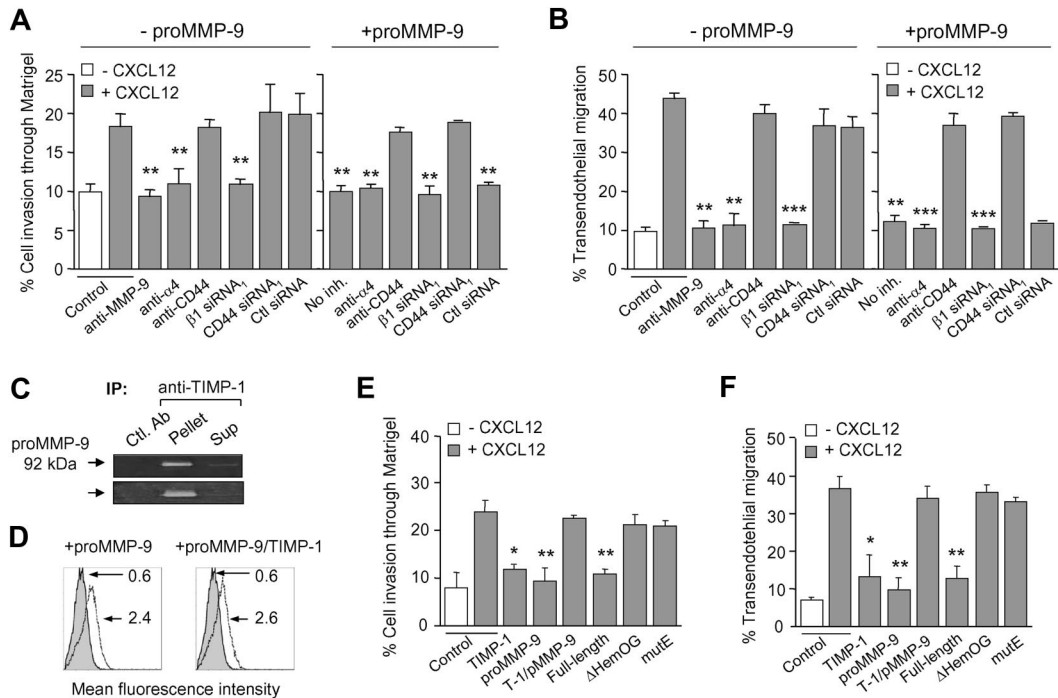 A
- proMMP-9
+proMMP-9
- CXCL12
+ CXCL12
% Cell invasion through Matrigel
25
20
15
10
5
0
** ** ** ** ** ** **
Control
anti-MMP-9
anti-α4
anti-CD44
β1 siRNA1
CD44 siRNA1
Ctl siRNA
No inh.
anti-α4
anti-CD44
β1 siRNA1
CD44 siRNA1
Ctl siRNA
B
- proMMP-9
+proMMP-9
- CXCL12
+ CXCL12
- CXCL12
+ CXCL12
% Transendothelial migration
50
40
30
20
10
0
** ** *** ** *** ***
Control
anti-MMP-9
anti-α4
anti-CD44
β1 siRNA1
CD44 siRNA1
Ctl siRNA
No inh.
anti-α4
anti-CD44
β1 siRNA1
CD44 siRNA1
Ctl siRNA
C
IP: anti-TIMP-1
Ctl. Ab
Pellet
Sup
proMMP-9
92 kDa
D
+proMMP-9
+proMMP-9/TIMP-1
0.6
2.4
0.6
2.6
Mean fluorescence intensity
E
- CXCL12
+ CXCL12
% Cell invasion through Matrigel
40
30
20
10
0
* ** **
Control
TIMP-1
proMMP-9
T-1/pMMP-9
Full-length
ΔHemOG
mutE
F
- CXCL12
+ CXCL12
% Transendotehlial migration
50
40
30
20
10
0
* ** **
Control
TIMP-1
proMMP-9
T-1/pMMP-9
Full-length
ΔHemOG
mutE